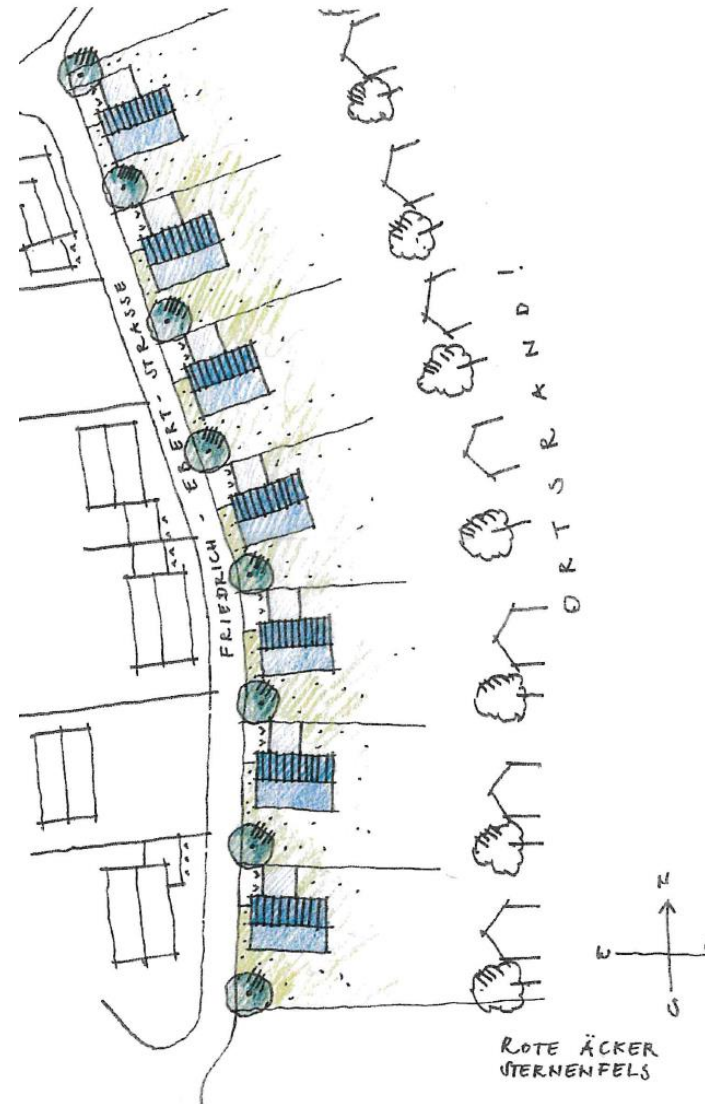 FRIEDRICH - EBERT - STRASSE
ORTSRAND!
N
W
S
ROTE ÄCKER
STERNENFELS